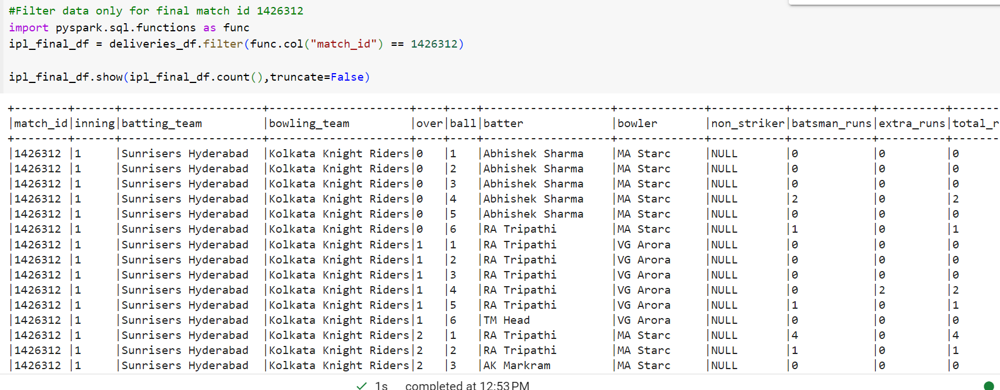 #Filter data only for final match id 1426312
import pyspark.sql.functions as func
ipl_final_df = deliveries_df.filter(func.col("match_id") == 1426312)
ipl_final_df.show(ipl_final_df.count(),truncate=False)
+--------+------+---------------------+---------------------+----+----+-------------------+-------------+-----------+------------+----------+-------
|match_id|inning|batting_team         |bowling_team         |over|ball|batter             |bowler       |non_striker|batsman_runs|extra_runs|total_r
+--------+------+---------------------+---------------------+----+----+-------------------+-------------+-----------+------------+----------+-------
|1426312 |1     |Sunrisers Hyderabad  |Kolkata Knight Riders|0   |1   |Abhishek Sharma    |MA Starc     |NULL       |0           |0         |0
|1426312 |1     |Sunrisers Hyderabad  |Kolkata Knight Riders|0   |2   |Abhishek Sharma    |MA Starc     |NULL       |0           |0         |0
|1426312 |1     |Sunrisers Hyderabad  |Kolkata Knight Riders|0   |3   |Abhishek Sharma    |MA Starc     |NULL       |0           |0         |0
|1426312 |1     |Sunrisers Hyderabad  |Kolkata Knight Riders|0   |4   |Abhishek Sharma    |MA Starc     |NULL       |2           |0         |2
|1426312 |1     |Sunrisers Hyderabad  |Kolkata Knight Riders|0   |5   |Abhishek Sharma    |MA Starc     |NULL       |0           |0         |0
|1426312 |1     |Sunrisers Hyderabad  |Kolkata Knight Riders|0   |6   |RA Tripathi        |MA Starc     |NULL       |1           |0         |1
|1426312 |1     |Sunrisers Hyderabad  |Kolkata Knight Riders|1   |1   |RA Tripathi        |VG Arora     |NULL       |0           |0         |0
|1426312 |1     |Sunrisers Hyderabad  |Kolkata Knight Riders|1   |2   |RA Tripathi        |VG Arora     |NULL       |0           |0         |0
|1426312 |1     |Sunrisers Hyderabad  |Kolkata Knight Riders|1   |3   |RA Tripathi        |VG Arora     |NULL       |0           |0         |0
|1426312 |1     |Sunrisers Hyderabad  |Kolkata Knight Riders|1   |4   |RA Tripathi        |VG Arora     |NULL       |0           |2         |2
|1426312 |1     |Sunrisers Hyderabad  |Kolkata Knight Riders|1   |5   |RA Tripathi        |VG Arora     |NULL       |1           |0         |1
|1426312 |1     |Sunrisers Hyderabad  |Kolkata Knight Riders|1   |6   |TM Head            |VG Arora     |NULL       |0           |0         |0
|1426312 |1     |Sunrisers Hyderabad  |Kolkata Knight Riders|2   |1   |RA Tripathi        |MA Starc     |NULL       |4           |0         |4
|1426312 |1     |Sunrisers Hyderabad  |Kolkata Knight Riders|2   |2   |RA Tripathi        |MA Starc     |NULL       |1           |0         |1
|1426312 |1     |Sunrisers Hyderabad  |Kolkata Knight Riders|2   |3   |AK Markram         |MA Starc     |NULL       |0           |0         |0
✓ 1s completed at 12:53 PM